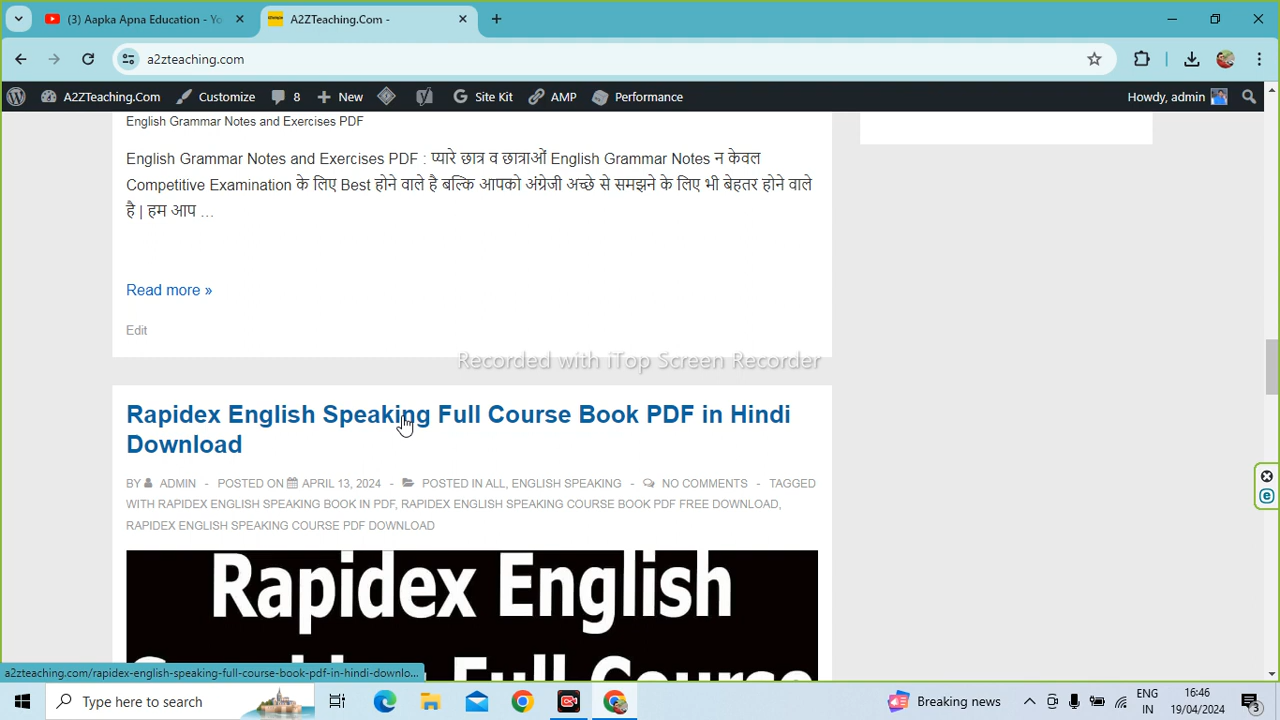 (3) Aapka Apna Education - Yo
A2ZTeaching.Com -
a2zteaching.com
A2ZTeaching.Com Customize 8 New Site Kit AMP Performance Howdy, admin
English Grammar Notes and Exercises PDF
English Grammar Notes and Exercises PDF : प्यारे छात्र व छात्राओं English Grammar Notes न केवल
Competitive Examination के लिए Best होने वाले है बल्कि आपको अंग्रेजी अच्छे से समझने के लिए भी बेहतर होने वाले
है | हम आप …
Read more »
Edit
Recorded with iTop Screen Recorder
Rapidex English Speaking Full Course Book PDF in Hindi
Download
BY ADMIN - POSTED ON APRIL 13, 2024 - POSTED IN ALL, ENGLISH SPEAKING - NO COMMENTS - TAGGED
WITH RAPIDEX ENGLISH SPEAKING BOOK IN PDF, RAPIDEX ENGLISH SPEAKING COURSE BOOK PDF FREE DOWNLOAD,
RAPIDEX ENGLISH SPEAKING COURSE PDF DOWNLOAD
Rapidex English
Speaking Full Course
a2zteaching.com/rapidex-english-speaking-full-course-book-pdf-in-hindi-downlo...
Type here to search
Breaking news
ENG
IN
16:46
19/04/2024
3